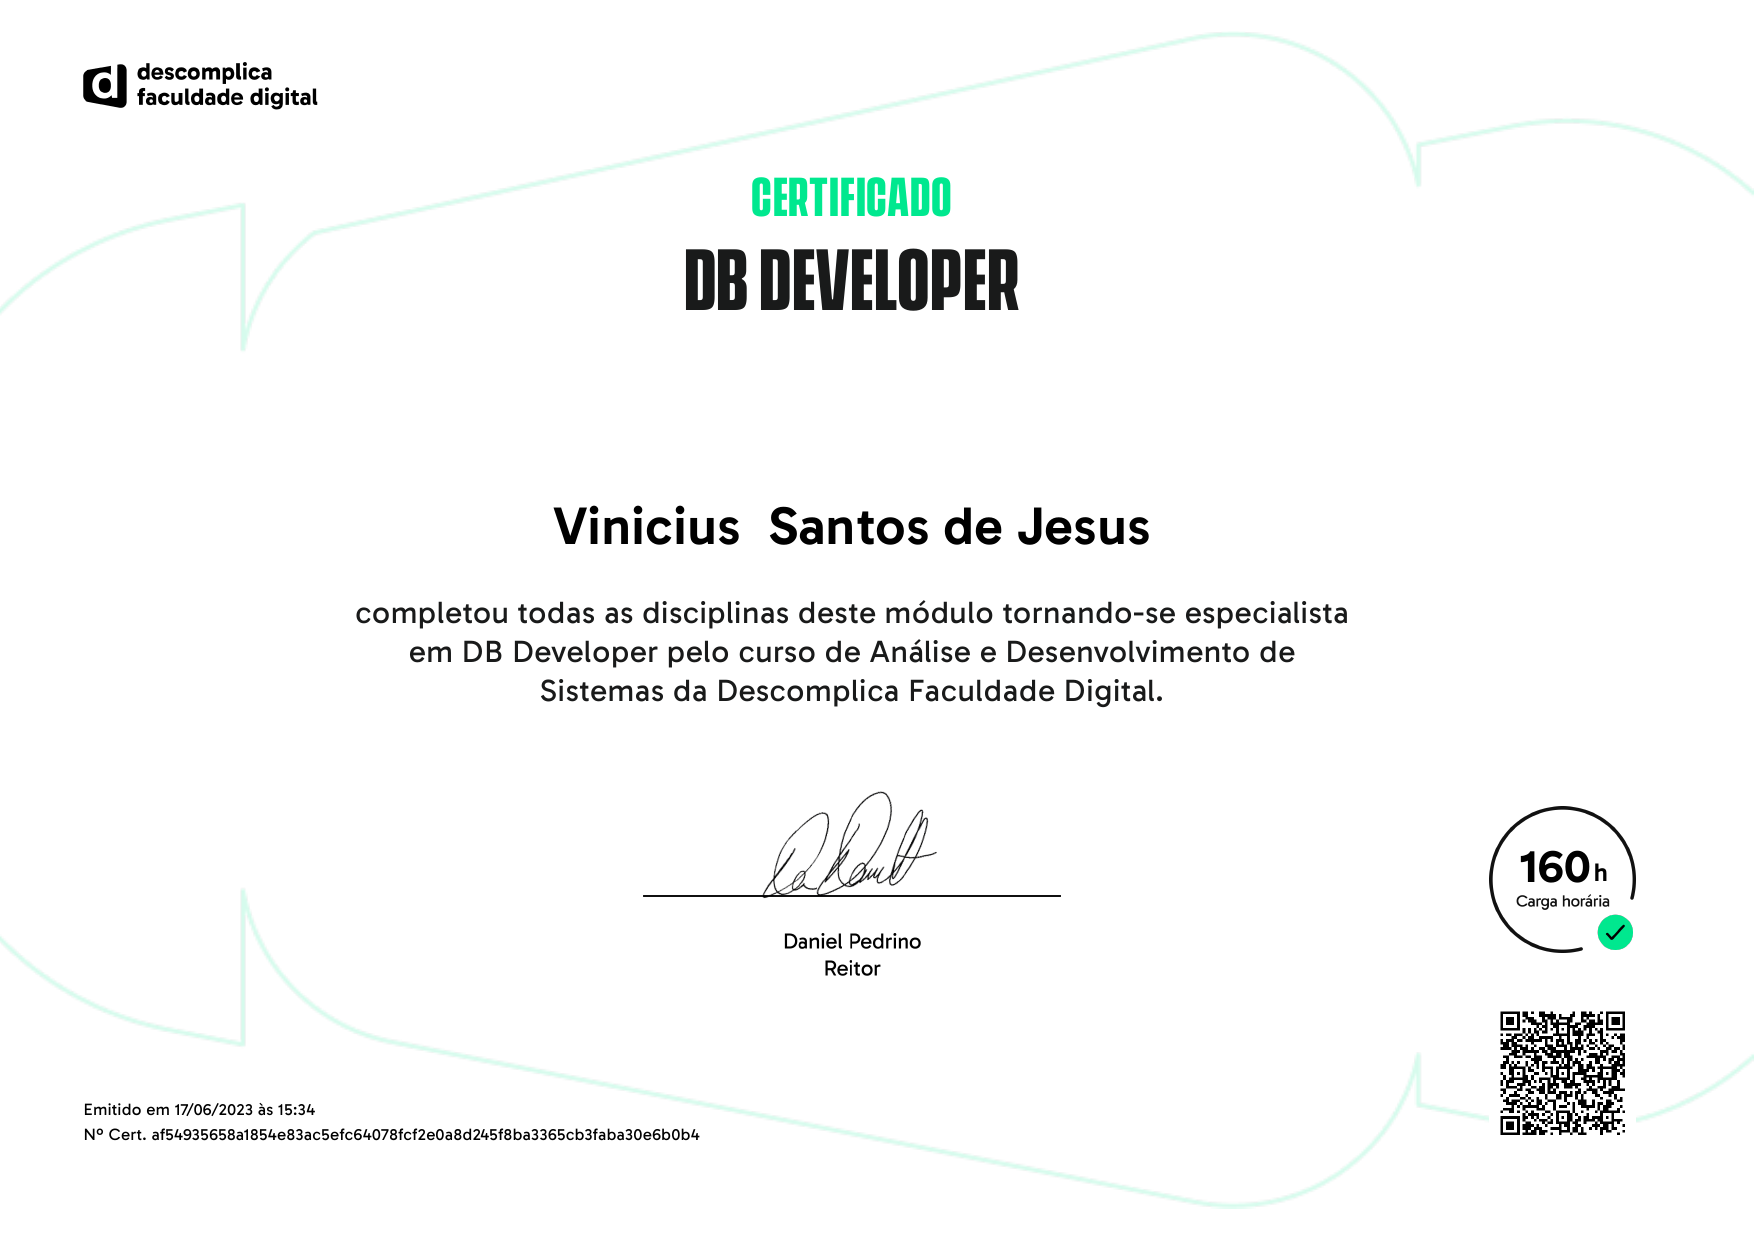 descomplica
faculdade digital
CERTIFICADO
DB DEVELOPER
Vinicius  Santos de Jesus
completou todas as disciplinas deste módulo tornando-se especialista
em DB Developer pelo curso de Análise e Desenvolvimento de
Sistemas da Descomplica Faculdade Digital.
Daniel Pedrino
Reitor
160 h
Carga horária
Emitido em 17/06/2023 às 15:34
Nº Cert. af54935658a1854e83ac5efc64078fcf2e0a8d245f8ba3365cb3faba30e6b0b4